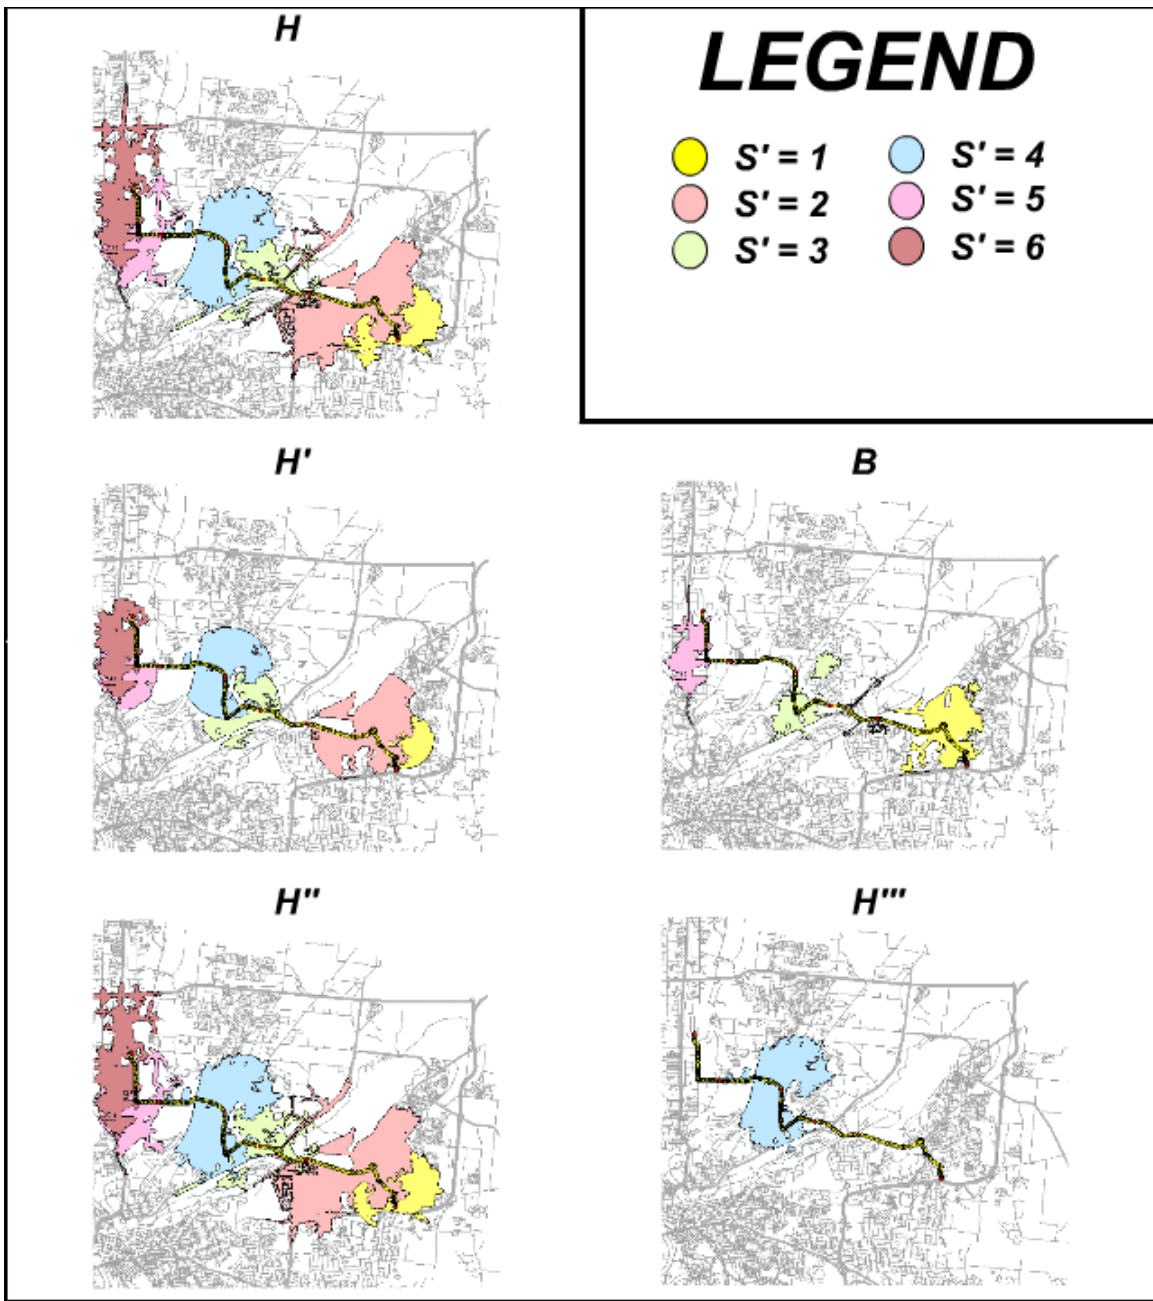 H
LEGEND
S' = 1
S' = 4
S' = 2
S' = 5
S' = 3
S' = 6
H'
B
H"
H'''